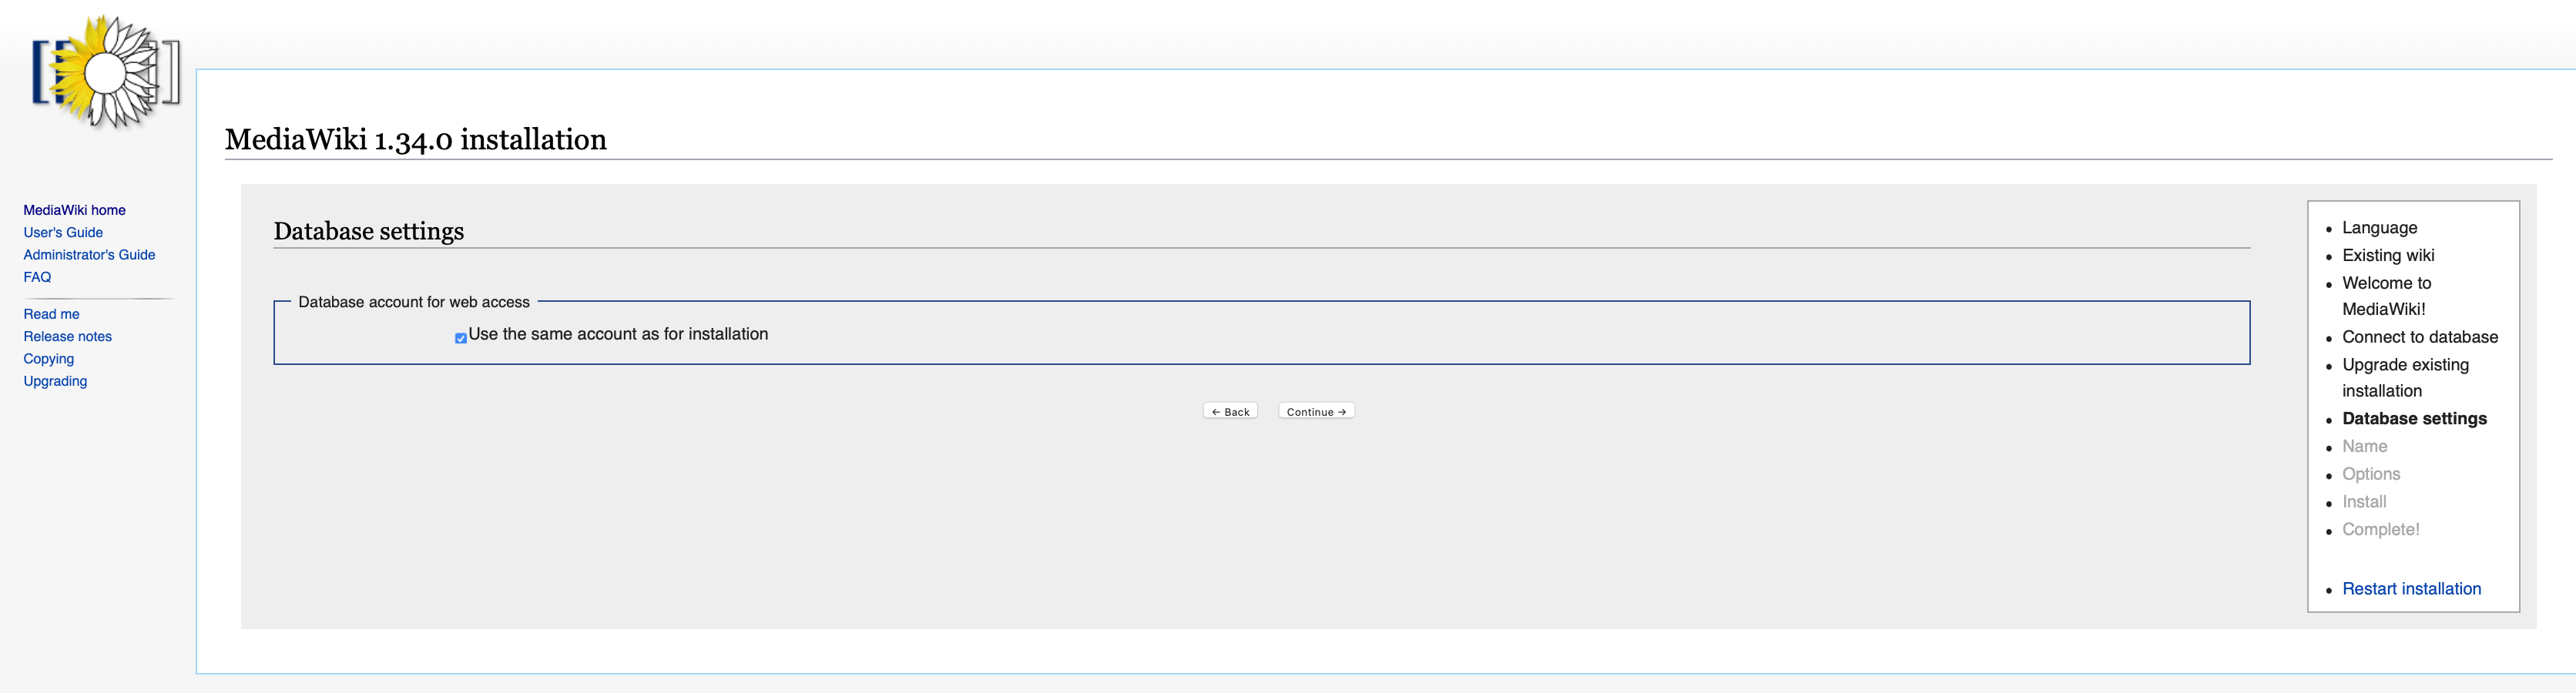 MediaWiki home
User's Guide
Administrator's Guide
FAQ
Read me
Release notes
Copying
Upgrading
MediaWiki 1.34.0 installation
Database settings
Database account for web access
Use the same account as for installation
← Back
Continue →
Language
Existing wiki
Welcome to
MediaWiki!
Connect to database
Upgrade existing
installation
Database settings
Name
Options
Install
Complete!
Restart installation